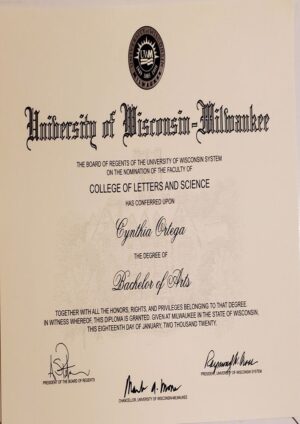 University of Wisconsin-Milwaukee
THE BOARD OF REGENTS OF THE UNIVERSITY OF WISCONSIN SYSTEM
ON THE NOMINATION OF THE FACULTY OF
COLLEGE OF LETTERS AND SCIENCE
HAS CONFERRED UPON
Cynthia Ortega
THE DEGREE OF
Bachelor of Arts
TOGETHER WITH ALL THE HONORS, RIGHTS, AND PRIVILEGES BELONGING TO THAT DEGREE
IN WITNESS WHEREOF, THIS DIPLOMA IS GRANTED. GIVEN AT MILWAUKEE IN THE STATE OF WISCONSIN,
THIS EIGHTEENTH DAY OF JANUARY, TWO THOUSAND TWENTY.
PRESIDENT OF THE BOARD OF REGENTS
PRESIDENT, UNIVERSITY OF WISCONSIN SYSTEM
CHANCELLOR, UNIVERSITY OF WISCONSIN-MILWAUKEE